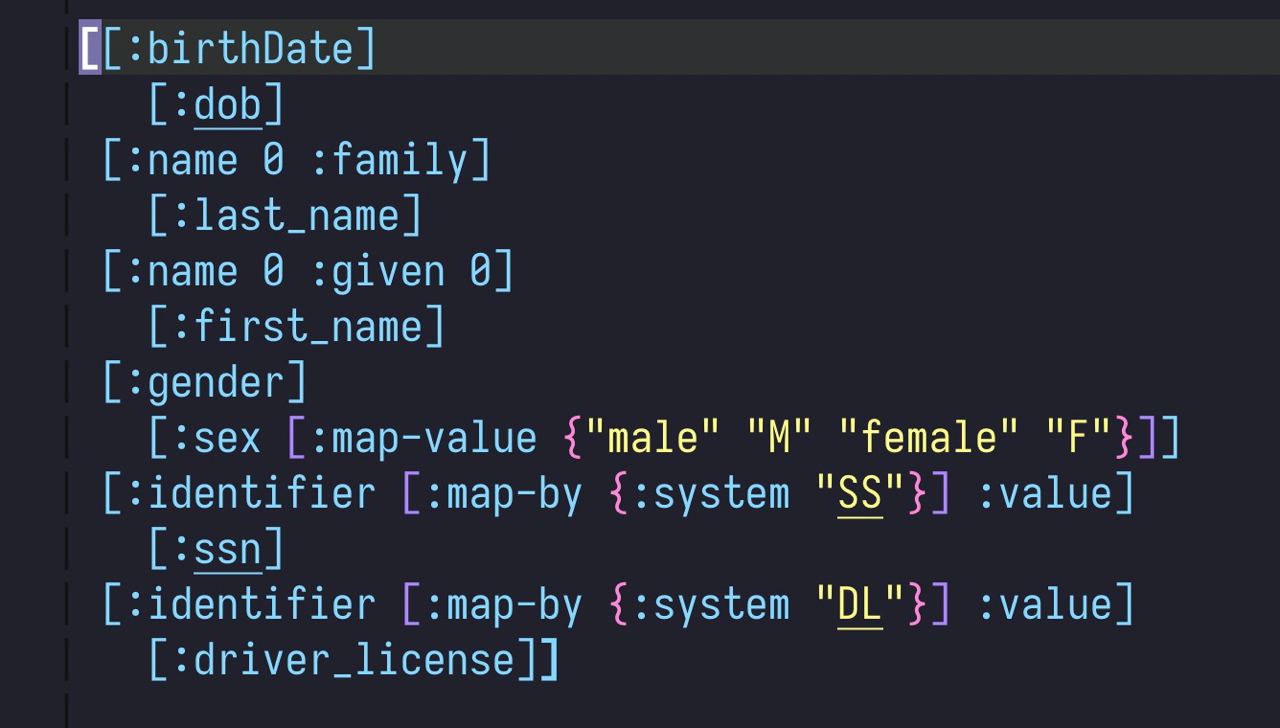 [[:birthDate]
[:dob]
[:name 0 :family]
[:last_name]
[:name 0 :given 0]
[:first_name]
[:gender]
[:sex [:map-value {"male" "M" "female" "F"}]]
[:identifier [:map-by {:system "SS"}] :value]
[:ssn]
[:identifier [:map-by {:system "DL"}] :value]
[:driver_license]]